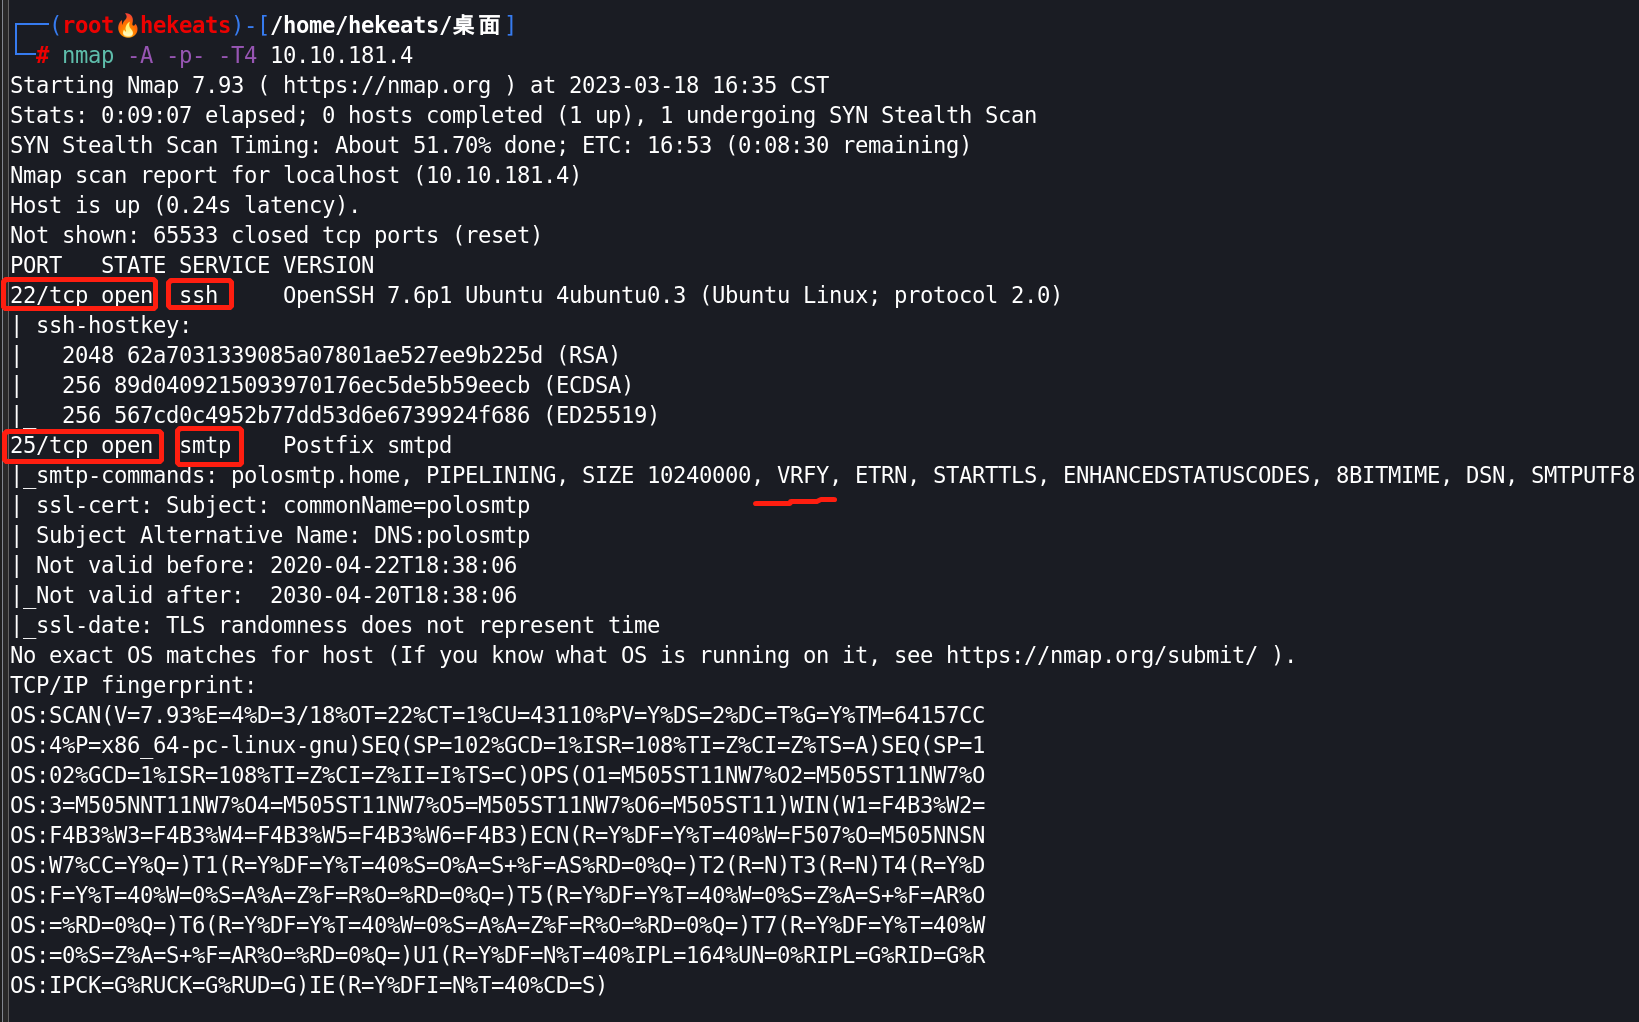 ┌──(root🔥hekeats)-[/home/hekeats/桌面]
└─# nmap -A -p- -T4 10.10.181.4
Starting Nmap 7.93 ( https://nmap.org ) at 2023-03-18 16:35 CST
Stats: 0:09:07 elapsed; 0 hosts completed (1 up), 1 undergoing SYN Stealth Scan
SYN Stealth Scan Timing: About 51.70% done; ETC: 16:53 (0:08:30 remaining)
Nmap scan report for localhost (10.10.181.4)
Host is up (0.24s latency).
Not shown: 65533 closed tcp ports (reset)
PORT   STATE SERVICE VERSION
22/tcp open  ssh     OpenSSH 7.6p1 Ubuntu 4ubuntu0.3 (Ubuntu Linux; protocol 2.0)
| ssh-hostkey:
|   2048 62a7031339085a07801ae527ee9b225d (RSA)
|   256 89d0409215093970176ec5de5b59eecb (ECDSA)
|_  256 567cd0c4952b77dd53d6e6739924f686 (ED25519)
25/tcp open  smtp    Postfix smtpd
|_smtp-commands: polosmtp.home, PIPELINING, SIZE 10240000, VRFY, ETRN, STARTTLS, ENHANCEDSTATUSCODES, 8BITMIME, DSN, SMTPUTF8
| ssl-cert: Subject: commonName=polosmtp
| Subject Alternative Name: DNS:polosmtp
| Not valid before: 2020-04-22T18:38:06
|_Not valid after:  2030-04-20T18:38:06
|_ssl-date: TLS randomness does not represent time
No exact OS matches for host (If you know what OS is running on it, see https://nmap.org/submit/ ).
TCP/IP fingerprint:
OS:SCAN(V=7.93%E=4%D=3/18%OT=22%CT=1%CU=43110%PV=Y%DS=2%DC=T%G=Y%TM=64157CC
OS:4%P=x86_64-pc-linux-gnu)SEQ(SP=102%GCD=1%ISR=108%TI=Z%CI=Z%TS=A)SEQ(SP=1
OS:02%GCD=1%ISR=108%TI=Z%CI=Z%II=I%TS=C)OPS(O1=M505ST11NW7%O2=M505ST11NW7%O
OS:3=M505NNT11NW7%O4=M505ST11NW7%O5=M505ST11NW7%O6=M505ST11)WIN(W1=F4B3%W2=
OS:F4B3%W3=F4B3%W4=F4B3%W5=F4B3%W6=F4B3)ECN(R=Y%DF=Y%T=40%W=F507%O=M505NNSN
OS:W7%CC=Y%Q=)T1(R=Y%DF=Y%T=40%S=O%A=S+%F=AS%RD=0%Q=)T2(R=N)T3(R=N)T4(R=Y%D
OS:F=Y%T=40%W=0%S=A%A=Z%F=R%O=%RD=0%Q=)T5(R=Y%DF=Y%T=40%W=0%S=Z%A=S+%F=AR%O
OS:=%RD=0%Q=)T6(R=Y%DF=Y%T=40%W=0%S=A%A=Z%F=R%O=%RD=0%Q=)T7(R=Y%DF=Y%T=40%W
OS:=0%S=Z%A=S+%F=AR%O=%RD=0%Q=)U1(R=Y%DF=N%T=40%IPL=164%UN=0%RIPL=G%RID=G%R
OS:IPCK=G%RUCK=G%RUD=G)IE(R=Y%DFI=N%T=40%CD=S)